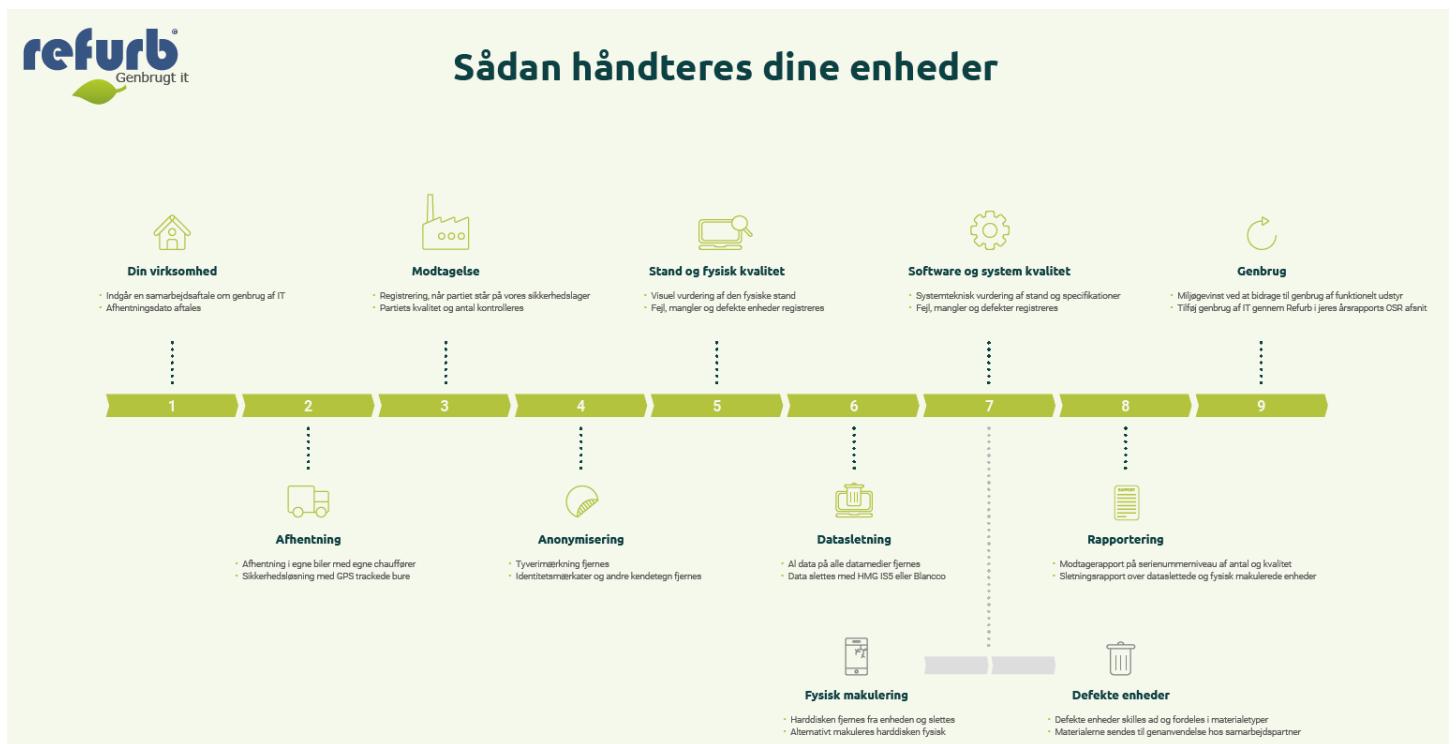 refurb®
Genbrugt it
Sådan håndteres dine enheder
Din virksomhed
• Indgår en samarbejdsaftale om genbrug af IT
• Afhentningsdato aftales
Modtagelse
• Registrering, når partiet står på vores sikkerhedslager
• Partiets kvalitet og antal kontrolleres
Stand og fysisk kvalitet
• Visuel vurdering af den fysiske stand
• Fejl, mangler og defekte enheder registreres
Software og system kvalitet
• Systemteknisk vurdering af stand og specifikationer
• Fejl, mangler og defekter registreres
Genbrug
• Miljøgevinst ved at bidrage til genbrug af funktionelt udstyr
• Tilføj genbrug af IT gennem Refurb i jeres årsrapports CSR afsnit
1 2 3 4 5 6 7 8 9
Afhentning
• Afhentning i egne biler med egne chauffører
• Sikkerhedsløsning med GPS trackede bure
Anonymisering
• Tyverimærkning fjernes
• Identitetsmærkater og andre kendetegn fjernes
Datasletning
• Al data på alle datamedier fjernes
• Data slettes med HMG IS5 eller Blancco
RAPPORT
Rapportering
• Modtagerapport på serienummerniveau af antal og kvalitet
• Sletningsrapport over dataslettede og fysisk makulerede enheder
Fysisk makulering
• Harddisken fjernes fra enheden og slettes
• Alternativt makuleres harddisken fysisk
Defekte enheder
• Defekte enheder skilles ad og fordeles i materialetyper
• Materialerne sendes til genanvendelse hos samarbejdspartner